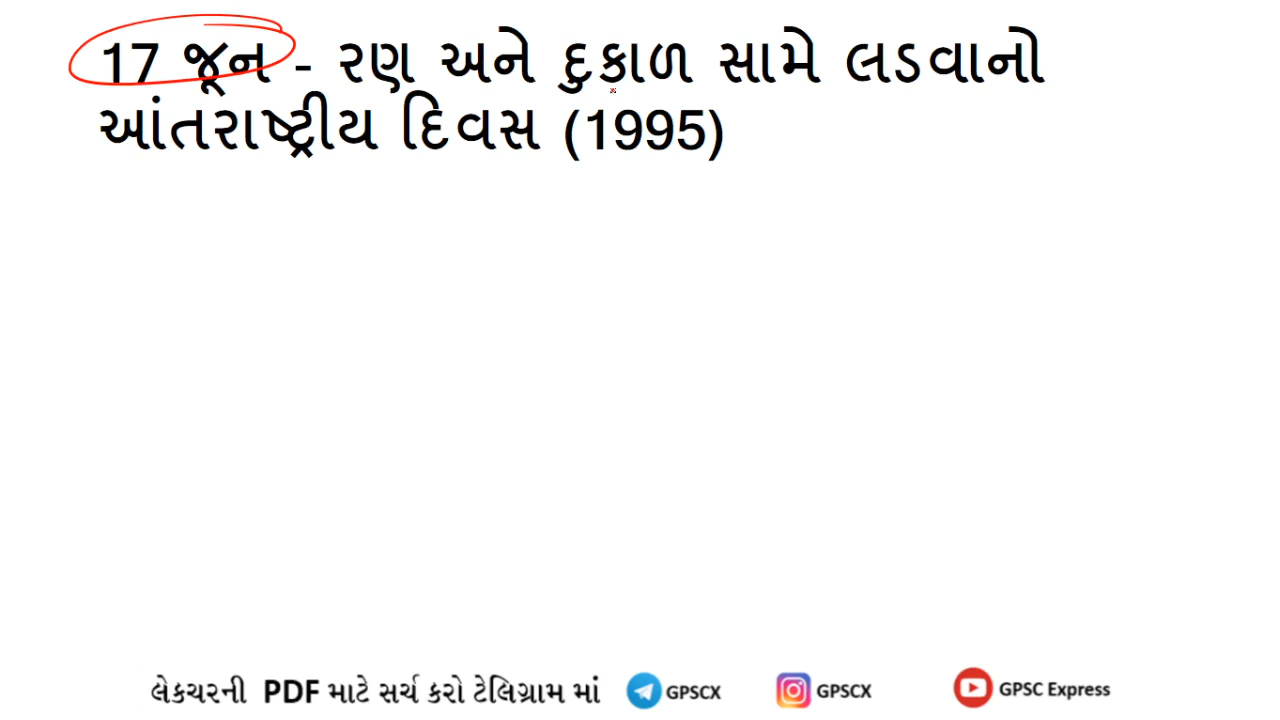 17 જૂન - રણ અને દુકાળ સામે લડવાનો
આંતરાષ્ટ્રીય દિવસ (1995)
લેકચરની PDF માટે સર્ચ કરો ટેલિગ્રામ માં GPSCX GPSCX GPSC Express